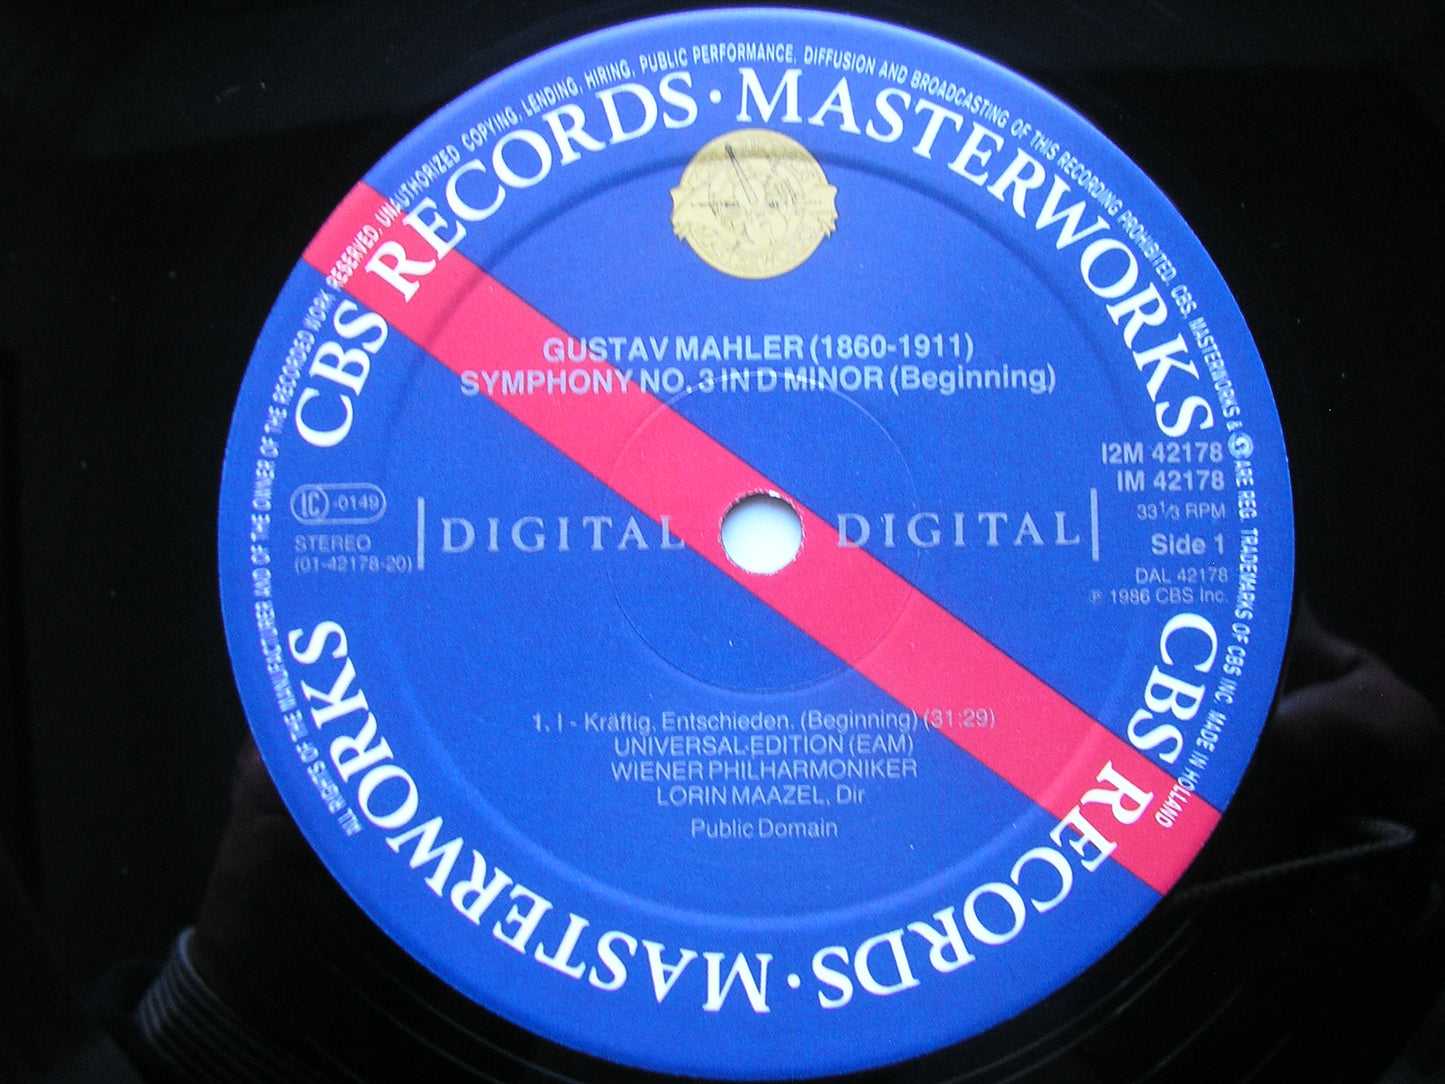 ALL RIGHTS OF THE MANUFACTURER AND OF THE OWNER OF THE RECORDED WORK RESERVED. UNAUTHORIZED COPYING, LENDING, HIRING, PUBLIC PERFORMANCE, DIFFUSION AND BROADCASTING OF THIS RECORDING PROHIBITED. CBS, MASTERWORKS & ARE REG. TRADEMARKS OF CBS INC. MADE IN HOLLAND
CBS RECORDS · MASTERWORKS
GUSTAV MAHLER (1860-1911)
SYMPHONY NO. 3 IN D MINOR (Beginning)
I2M 42178
IM 42178
33 1/3 RPM
Side 1
DAL 42178
℗ 1986 CBS Inc.
IC -0149
STEREO
(01-42178-20)
DIGITAL DIGITAL
1. I - Kräftig. Entschieden. (Beginning) (31:29)
UNIVERSAL-EDITION (EAM)
WIENER PHILHARMONIKER
LORIN MAAZEL, Dir
Public Domain
CBS RECORDS · MASTERWORKS